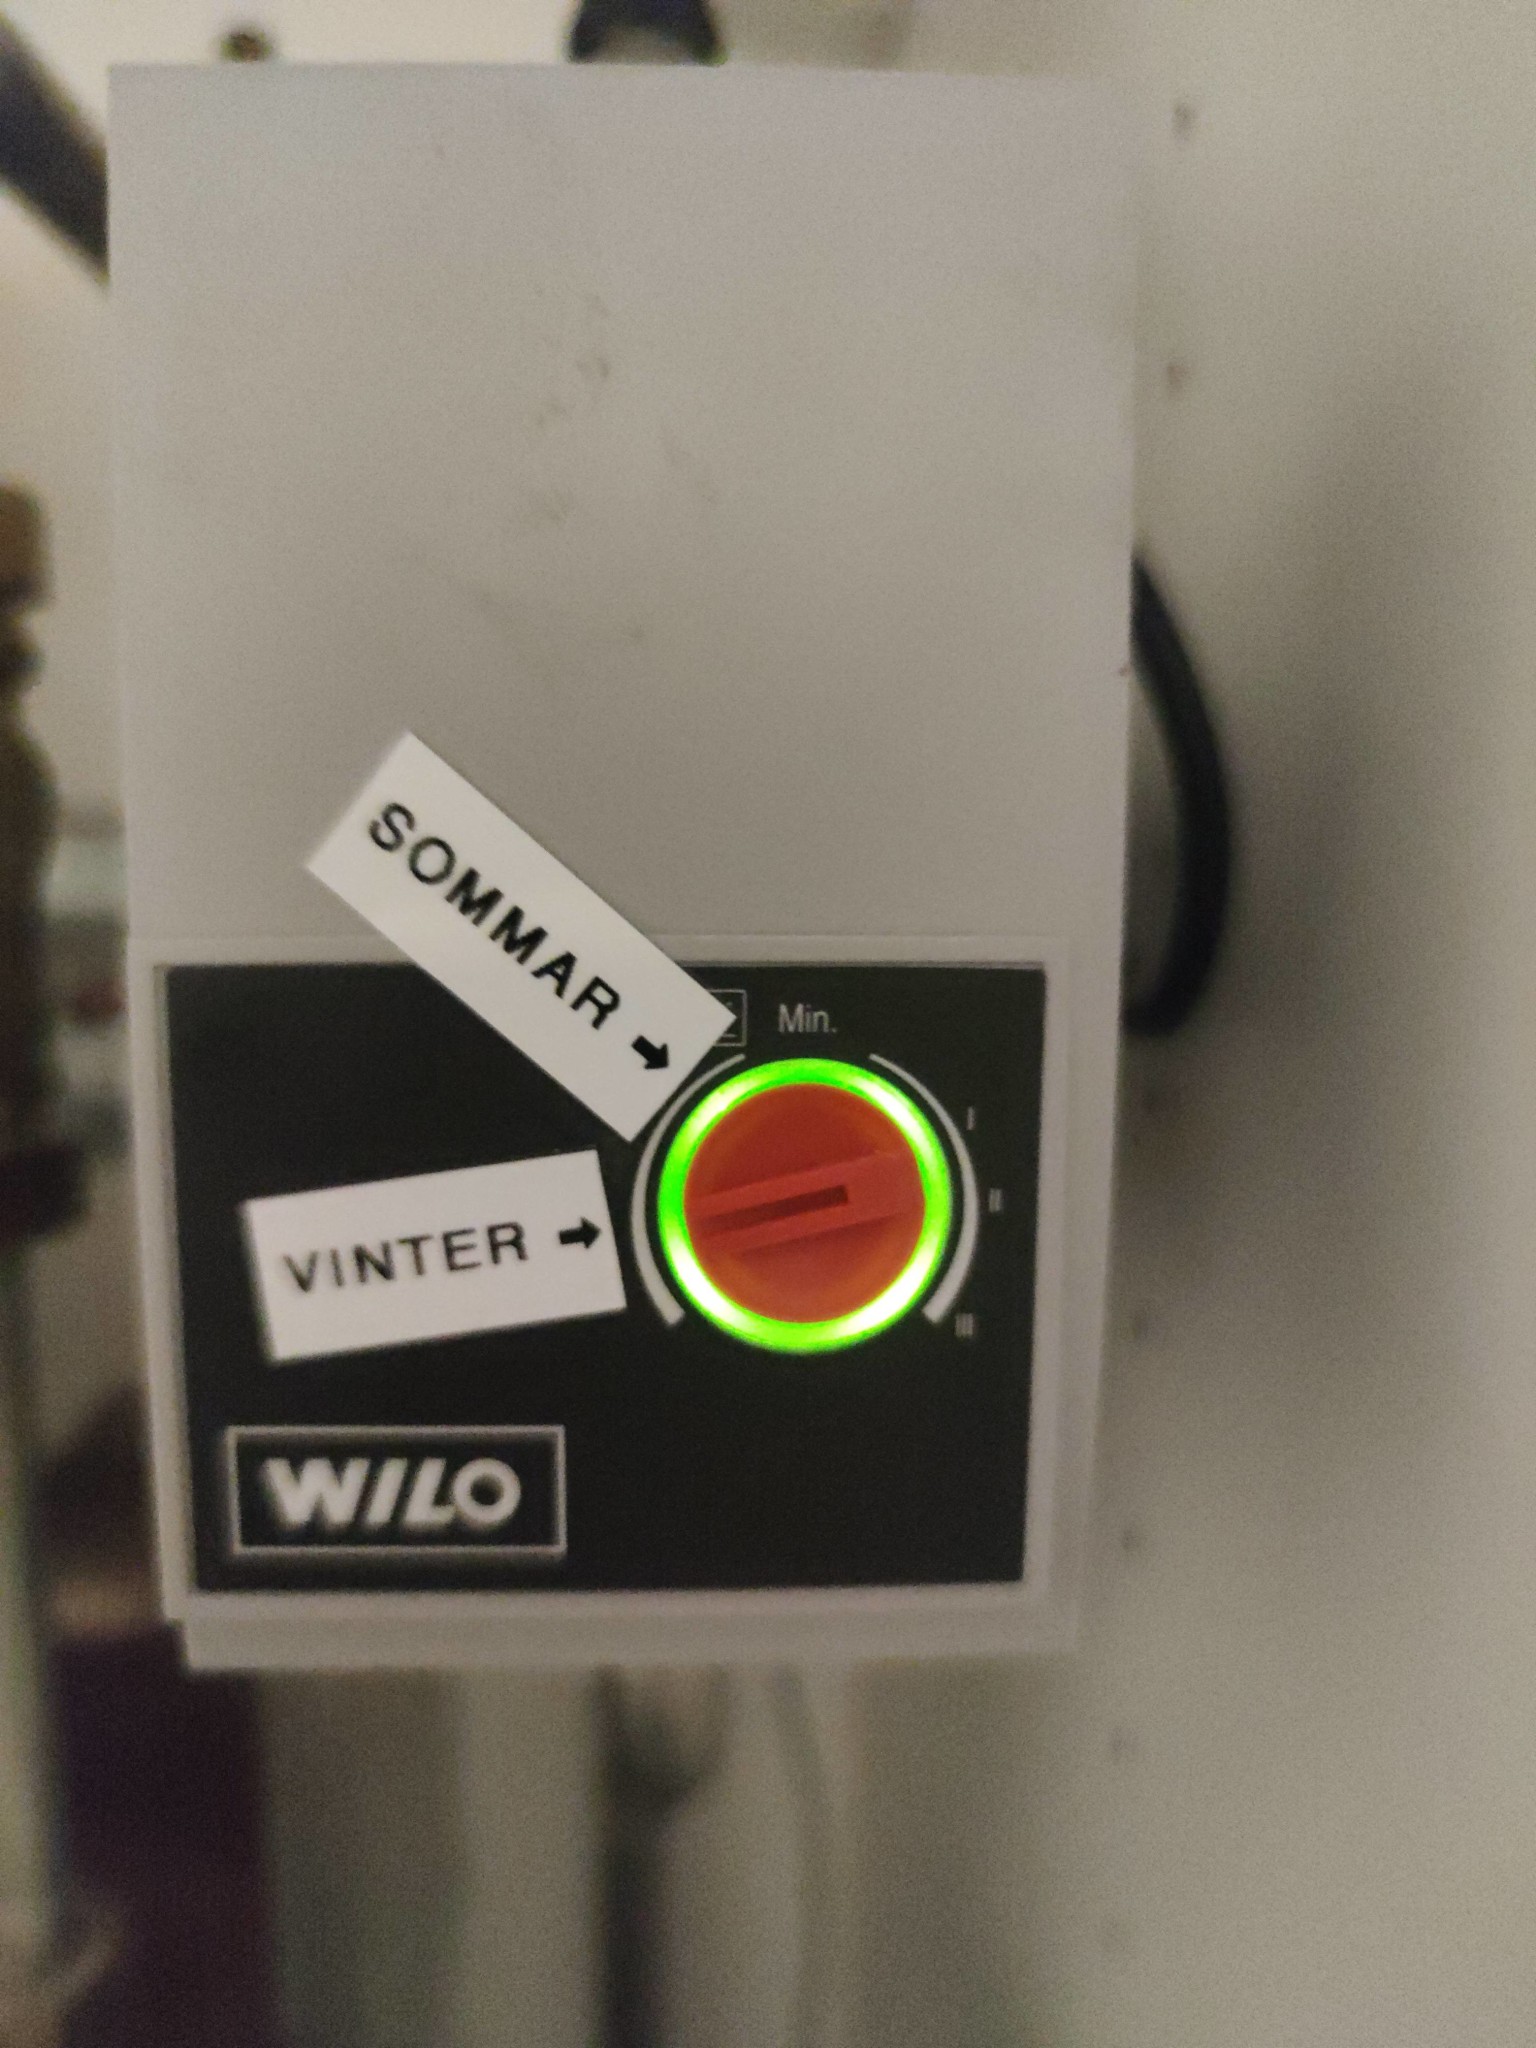 SOMMAR →
Min.
I
VINTER →
II
III
WILO